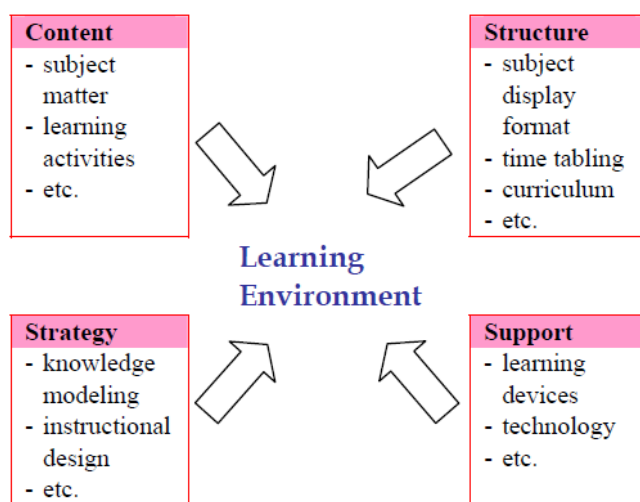 Content
- subject
matter
- learning
activities
- etc.
Structure
- subject
display
format
- time tabling
- curriculum
- etc.
Learning
Environment
Strategy
- knowledge
modeling
- instructional
design
- etc.
Support
- learning
devices
- technology
- etc.